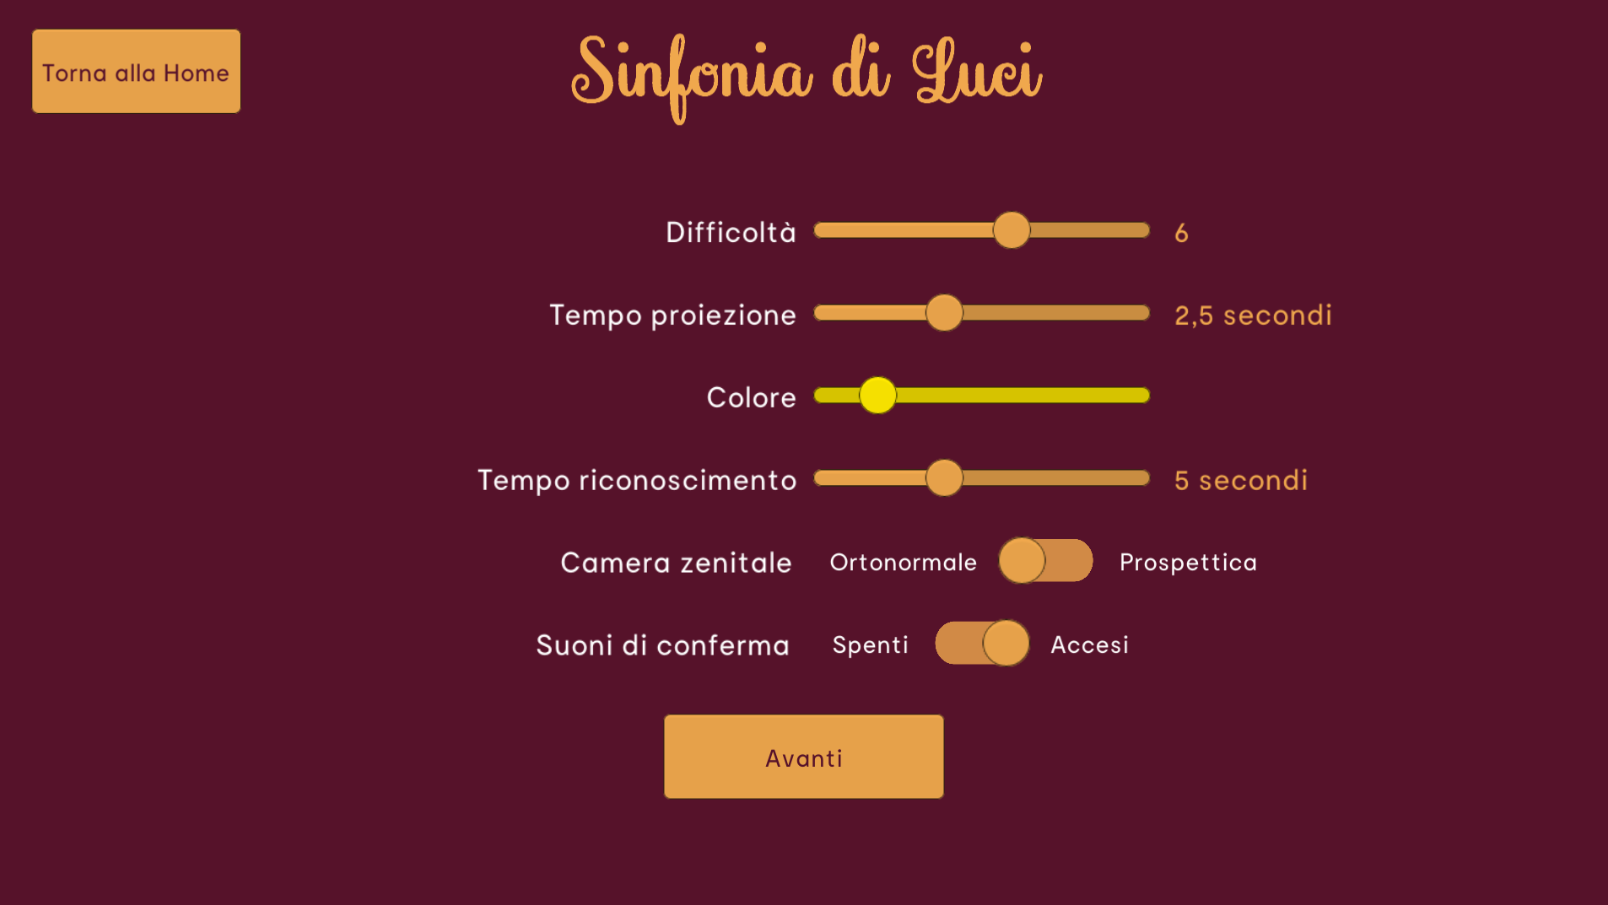 Torna alla Home
Sinfonia di Luci
Difficoltà 6
Tempo proiezione 2,5 secondi
Colore
Tempo riconoscimento 5 secondi
Camera zenitale Ortonormale Prospettica
Suoni di conferma Spenti Accesi
Avanti